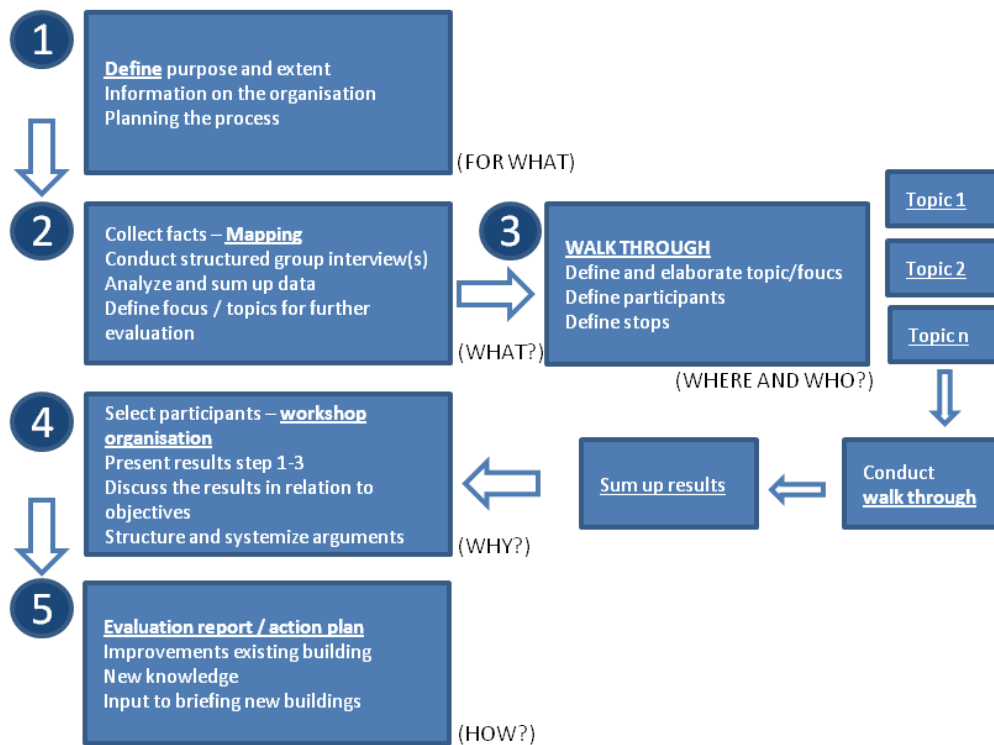 1
Define purpose and extent
Information on the organisation
Planning the process
(FOR WHAT)
2
Collect facts – Mapping
Conduct structured group interview(s)
Analyze and sum up data
Define focus / topics for further
evaluation
(WHAT?)
3
WALK THROUGH
Define and elaborate topic/foucs
Define participants
Define stops
(WHERE AND WHO?)
Topic 1
Topic 2
Topic n
Conduct
walk through
Sum up results
4
Select participants – workshop
organisation
Present results step 1-3
Discuss the results in relation to
objectives
Structure and systemize arguments
(WHY?)
5
Evaluation report / action plan
Improvements existing building
New knowledge
Input to briefing new buildings
(HOW?)